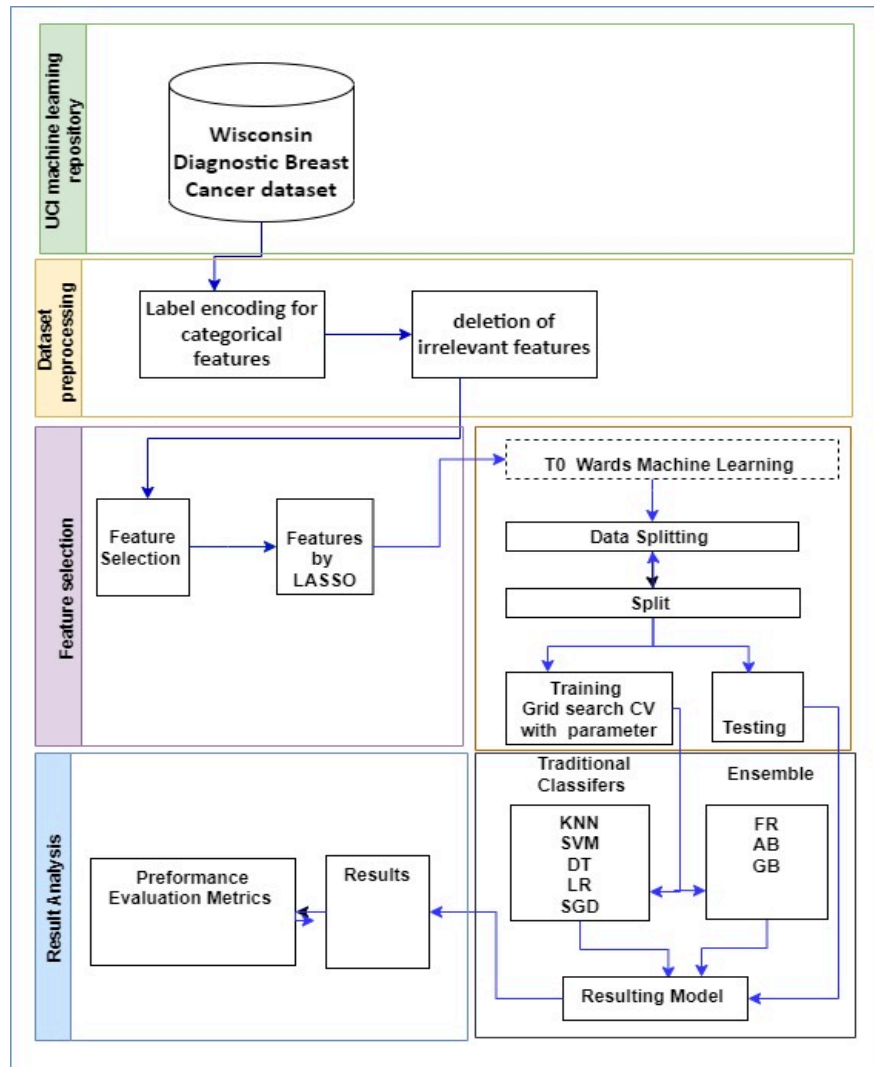 UCI machine learning
repository
Wisconsin
Diagnostic Breast
Cancer dataset
Dataset
preprocessing
Label encoding for
categorical
features
deletion of
irrelevant features
Feature selection
Feature
Selection
Features
by
LASSO
T0 Wards Machine Learning
Data Splitting
Split
Training
Grid search CV
with parameter
Testing
Result Analysis
Preformance
Evaluation Metrics
Results
Traditional
Classifers
KNN
SVM
DT
LR
SGD
Ensemble
FR
AB
GB
Resulting Model